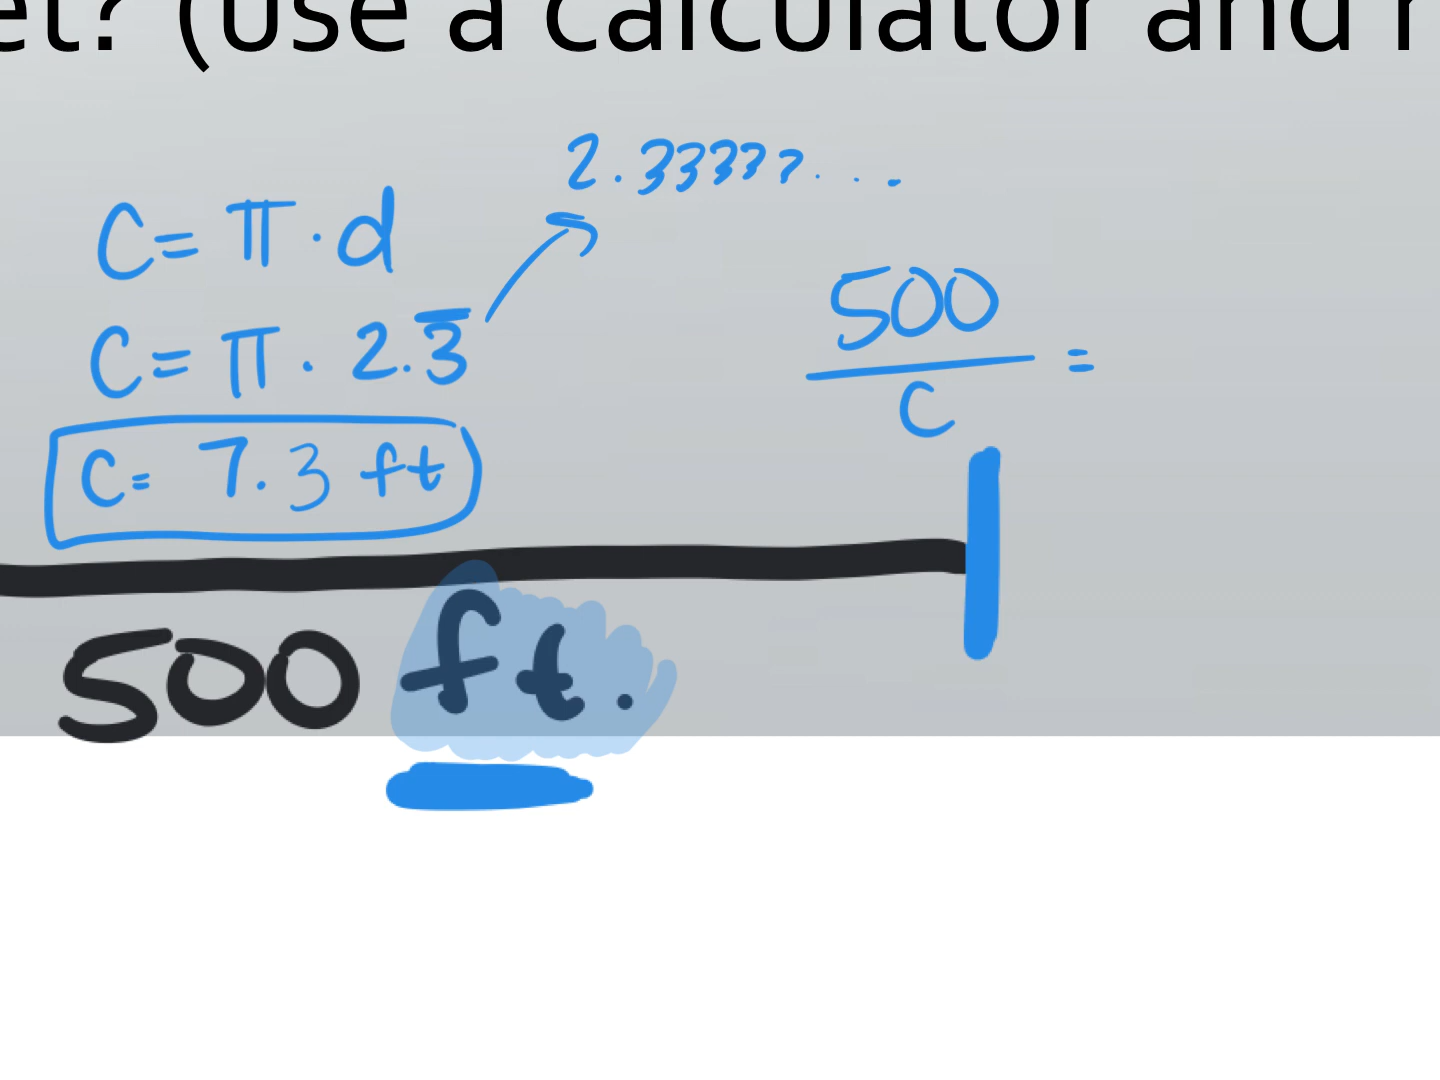 et? (use a calculator and r
2.33333...
C = π · d
500
C = π · 2.3̅
C =
C = 7.3 ft
500 ft.